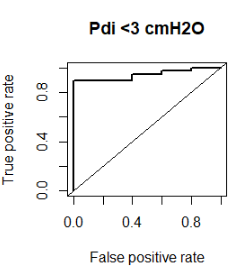 Pdi <3 cmH2O
True positive rate
0.8
0.4
0.0
0.0 0.4 0.8
False positive rate